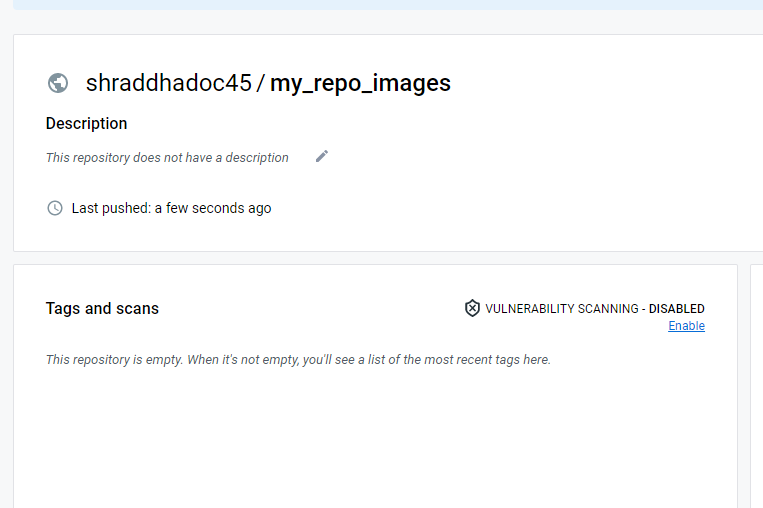 shraddhadoc45 / my_repo_images
Description
This repository does not have a description
Last pushed: a few seconds ago
Tags and scans
VULNERABILITY SCANNING - DISABLED
Enable
This repository is empty. When it's not empty, you'll see a list of the most recent tags here.